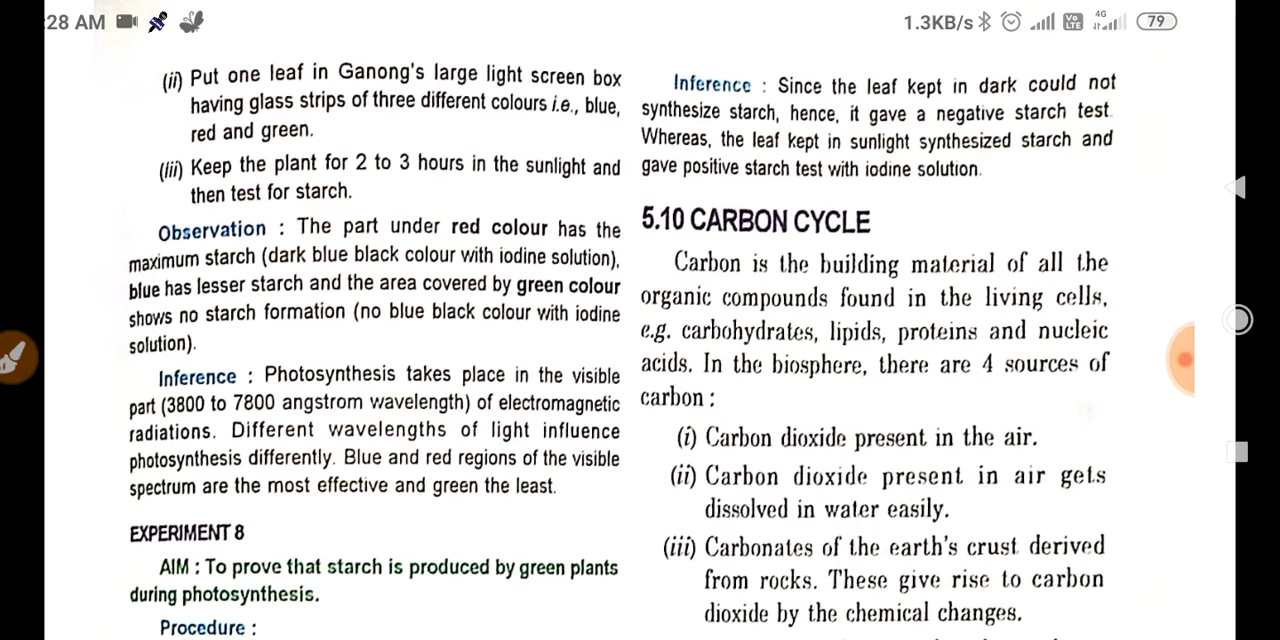 :28 AM
1.3KB/s
Vo
LTE
4G
79
(ii) Put one leaf in Ganong's large light screen box
having glass strips of three different colours i.e., blue,
red and green.
(iii) Keep the plant for 2 to 3 hours in the sunlight and
then test for starch.
Observation : The part under red colour has the
maximum starch (dark blue black colour with iodine solution),
blue has lesser starch and the area covered by green colour
shows no starch formation (no blue black colour with iodine
solution).
Inference : Photosynthesis takes place in the visible
part (3800 to 7800 angstrom wavelength) of electromagnetic
radiations. Different wavelengths of light influence
photosynthesis differently. Blue and red regions of the visible
spectrum are the most effective and green the least.
EXPERIMENT 8
AIM : To prove that starch is produced by green plants
during photosynthesis.
Procedure :
Inference : Since the leaf kept in dark could not
synthesize starch, hence, it gave a negative starch test.
Whereas, the leaf kept in sunlight synthesized starch and
gave positive starch test with iodine solution.
5.10 CARBON CYCLE
Carbon is the building material of all the
organic compounds found in the living cells,
e.g. carbohydrates, lipids, proteins and nucleic
acids. In the biosphere, there are 4 sources of
carbon :
(i) Carbon dioxide present in the air.
(ii) Carbon dioxide present in air gets
dissolved in water easily.
(iii) Carbonates of the earth's crust derived
from rocks. These give rise to carbon
dioxide by the chemical changes.